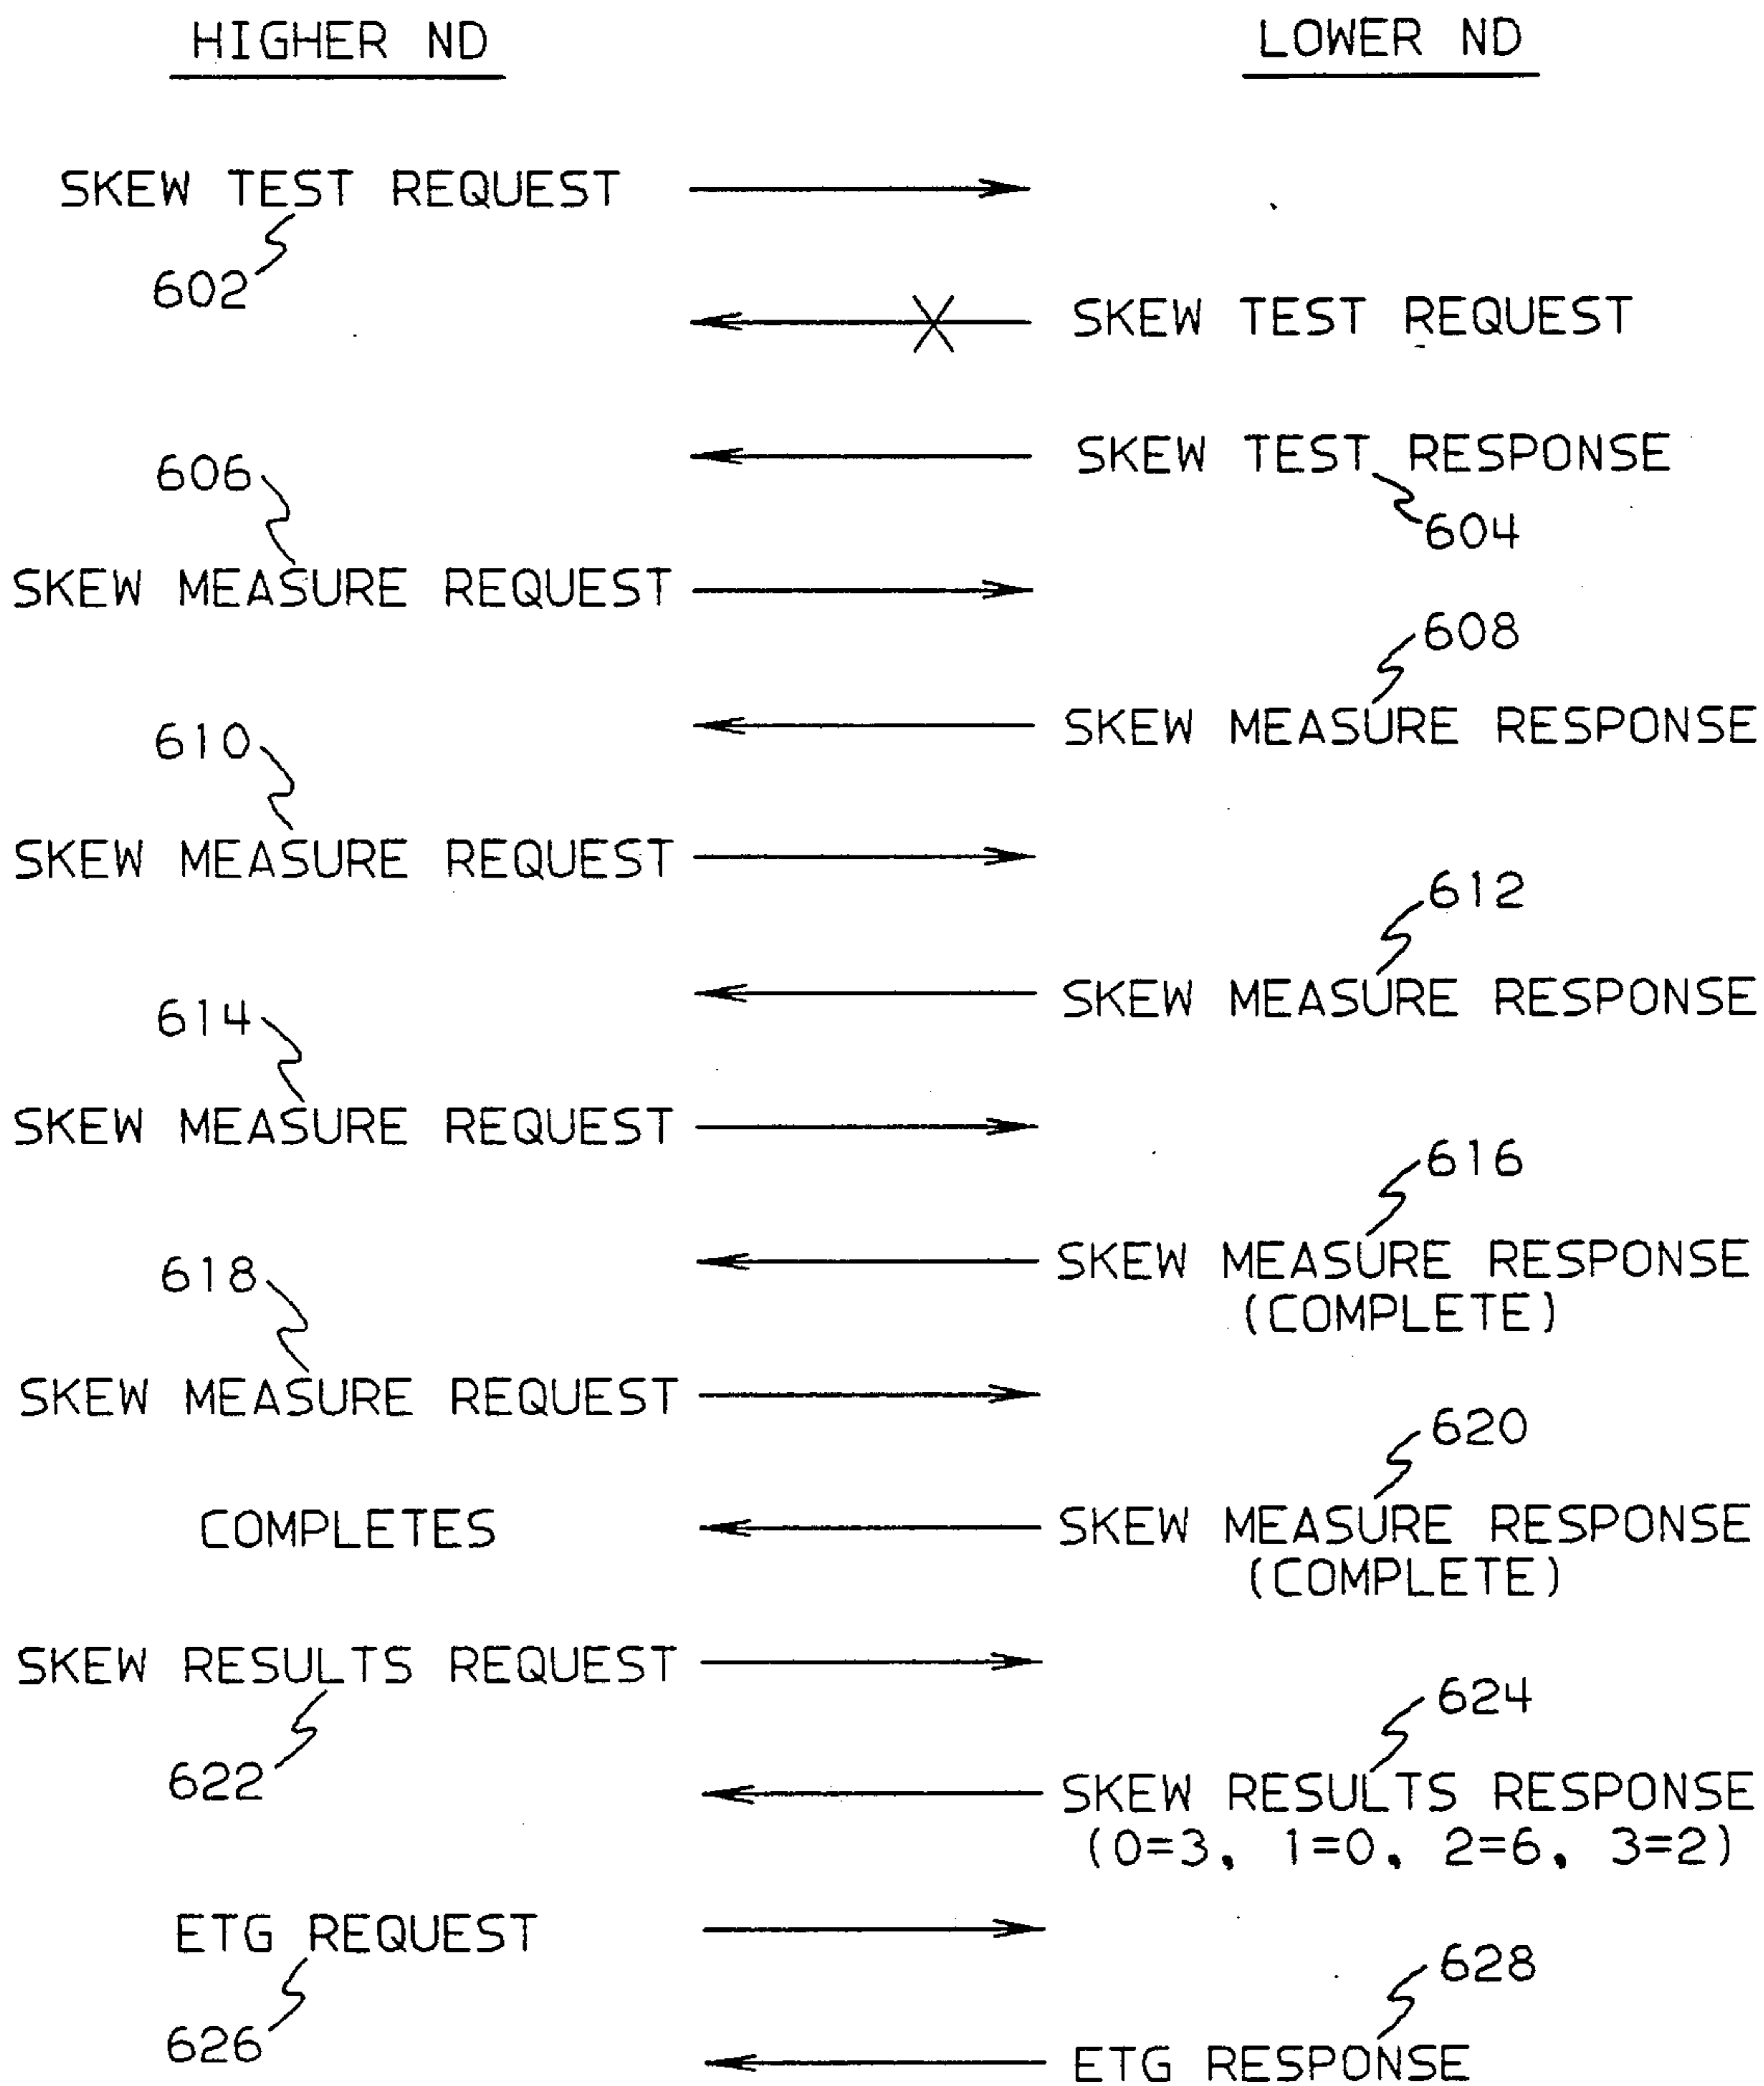 HIGHER ND
LOWER ND
SKEW TEST REQUEST
602
SKEW TEST REQUEST
SKEW TEST RESPONSE
604
606
SKEW MEASURE REQUEST
608
SKEW MEASURE RESPONSE
610
SKEW MEASURE REQUEST
612
SKEW MEASURE RESPONSE
614
SKEW MEASURE REQUEST
616
SKEW MEASURE RESPONSE
(COMPLETE)
618
SKEW MEASURE REQUEST
620
COMPLETES
SKEW MEASURE RESPONSE
(COMPLETE)
SKEW RESULTS REQUEST
622
624
SKEW RESULTS RESPONSE
(0=3, 1=0, 2=6, 3=2)
ETG REQUEST
626
628
ETG RESPONSE